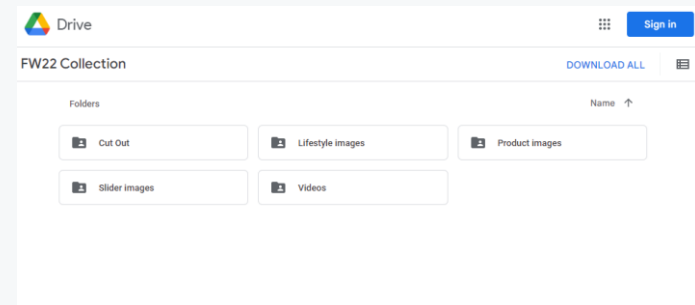 Drive
Sign in
FW22 Collection
DOWNLOAD ALL
Folders
Name
Cut Out
Lifestyle images
Product images
Slider images
Videos